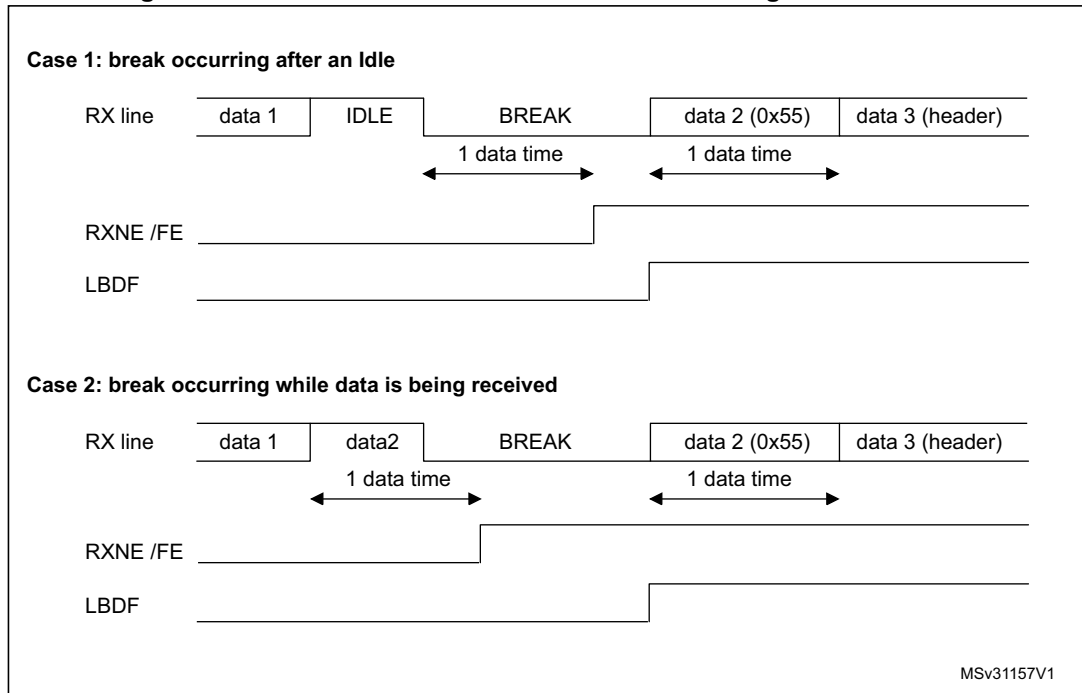 Case 1: break occurring after an Idle
RX line data 1 IDLE BREAK data 2 (0x55) data 3 (header)
1 data time 1 data time
RXNE /FE
LBDF
Case 2: break occurring while data is being received
RX line data 1 data2 BREAK data 2 (0x55) data 3 (header)
1 data time 1 data time
RXNE /FE
LBDF
MSv31157V1